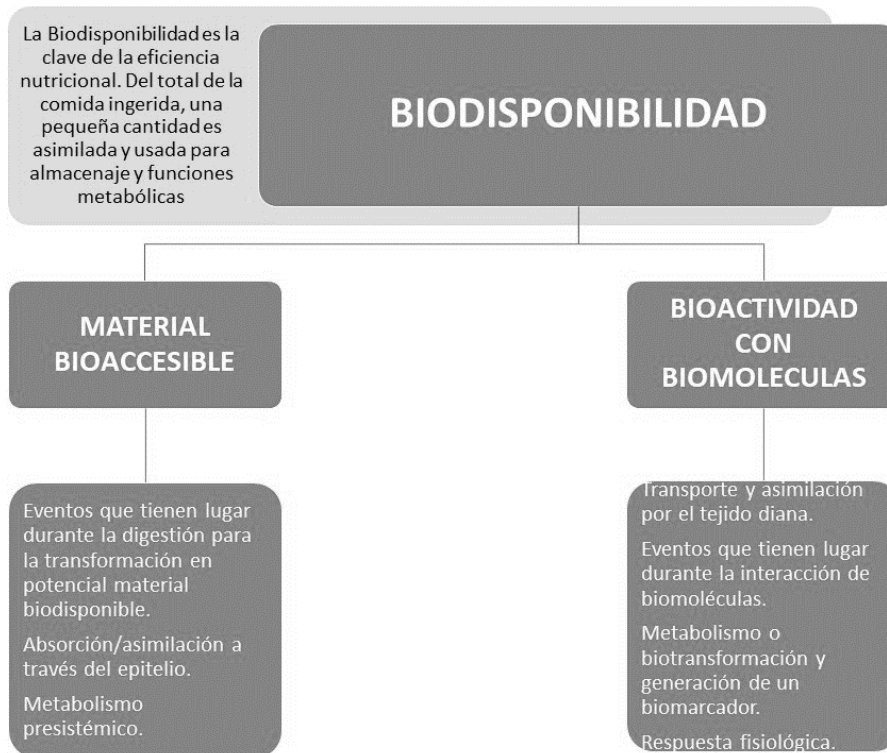 La Biodisponibilidad es la
clave de la eficiencia
nutricional. Del total de la
comida ingerida, una
pequeña cantidad es
asimilada y usada para
almacenaje y funciones
metabólicas
BIODISPONIBILIDAD
MATERIAL
BIOACCESIBLE
Eventos que tienen lugar
durante la digestión para
la transformación en
potencial material
biodisponible.
Absorción/asimilación a
través del epitelio.
Metabolismo
presistémico.
BIOACTIVIDAD
CON
BIOMOLECULAS
Transporte y asimilación
por el tejido diana.
Eventos que tienen lugar
durante la interacción de
biomoléculas.
Metabolismo o
biotransformación y
generación de un
biomarcador.
Respuesta fisiológica.